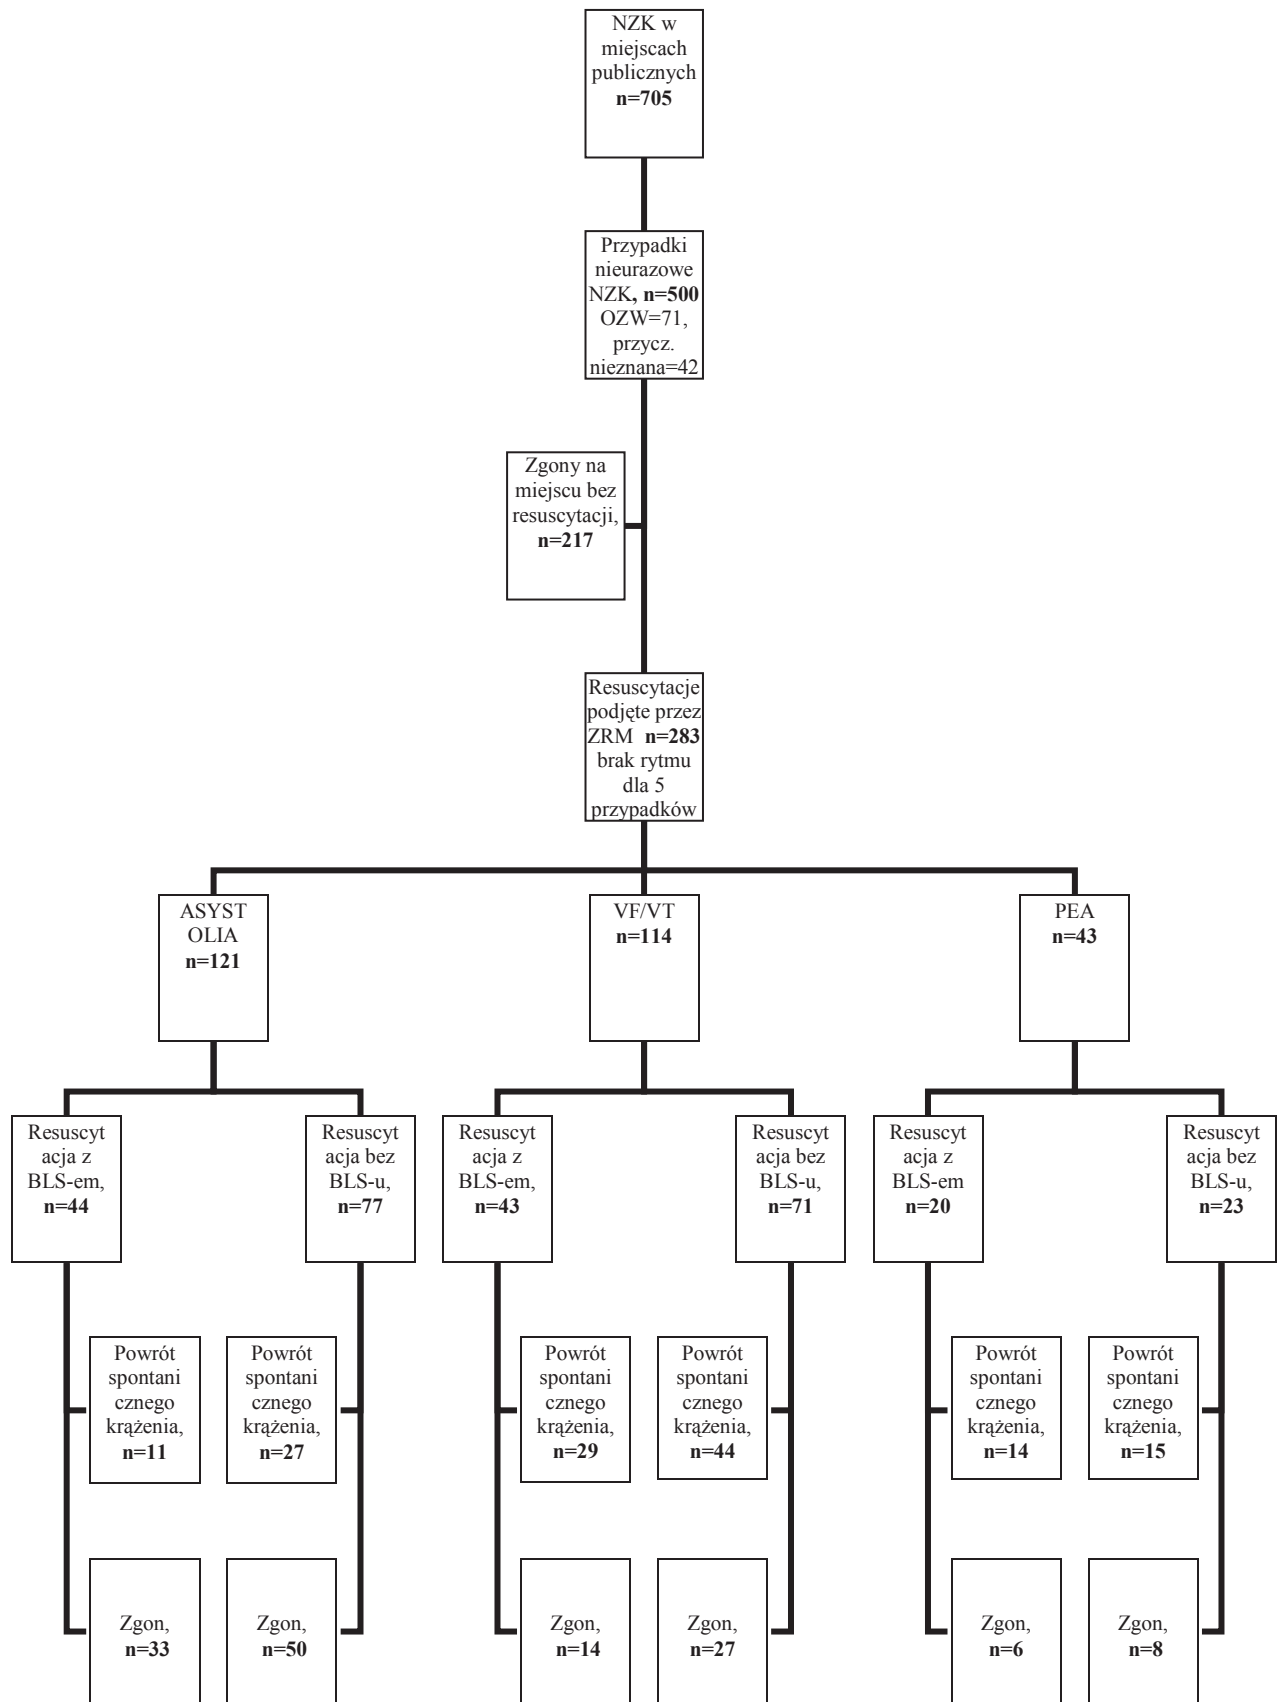 NZK w
miejscach
publicznych
n=705
Przypadki
nieurazowe
NZK, n=500
OZW=71,
przycz.
nieznana=42
Zgony na
miejscu bez
resuscytacji,
n=217
Resuscytacje
podjęte przez
ZRM n=283
brak rytmu
dla 5
przypadków
ASYST
OLIA
n=121
VF/VT
n=114
PEA
n=43
Resuscyt
acja z
BLS-em,
n=44
Resuscyt
acja bez
BLS-u,
n=77
Resuscyt
acja z
BLS-em,
n=43
Resuscyt
acja bez
BLS-u,
n=71
Resuscyt
acja z
BLS-em
n=20
Resuscyt
acja bez
BLS-u,
n=23
Powrót
spontani
cznego
krążenia,
n=11
Powrót
spontani
cznego
krążenia,
n=27
Powrót
spontani
cznego
krążenia,
n=29
Powrót
spontani
cznego
krążenia,
n=44
Powrót
spontani
cznego
krążenia,
n=14
Powrót
spontani
cznego
krążenia,
n=15
Zgon,
n=33
Zgon,
n=50
Zgon,
n=14
Zgon,
n=27
Zgon,
n=6
Zgon,
n=8